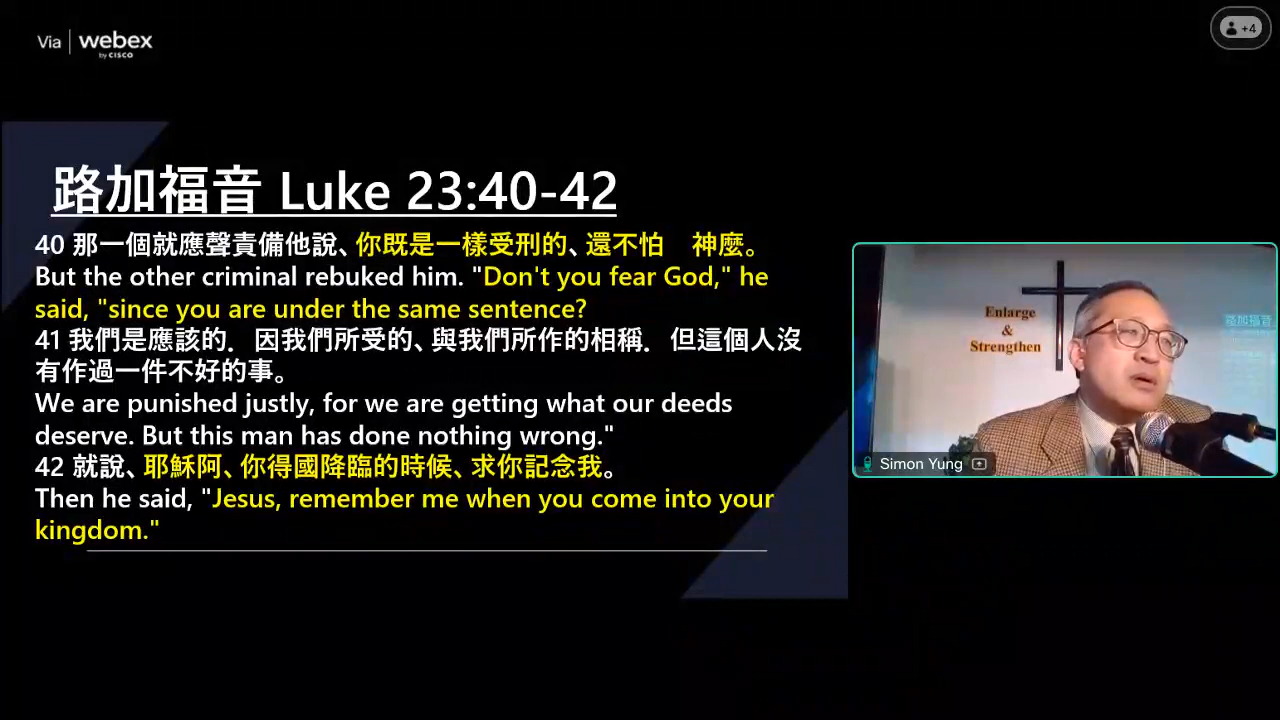 Via webex
by CISCO
+4
路加福音 Luke 23:40-42
40 那一個就應聲責備他說、你既是一樣受刑的、還不怕　神麼。
But the other criminal rebuked him. "Don't you fear God," he
said, "since you are under the same sentence?
41 我們是應該的．因我們所受的、與我們所作的相稱．但這個人沒
有作過一件不好的事。
We are punished justly, for we are getting what our deeds
deserve. But this man has done nothing wrong."
42 就說、耶穌阿、你得國降臨的時候、求你記念我。
Then he said, "Jesus, remember me when you come into your
kingdom."
Enlarge
&
Strengthen
路加福音
Simon Yung